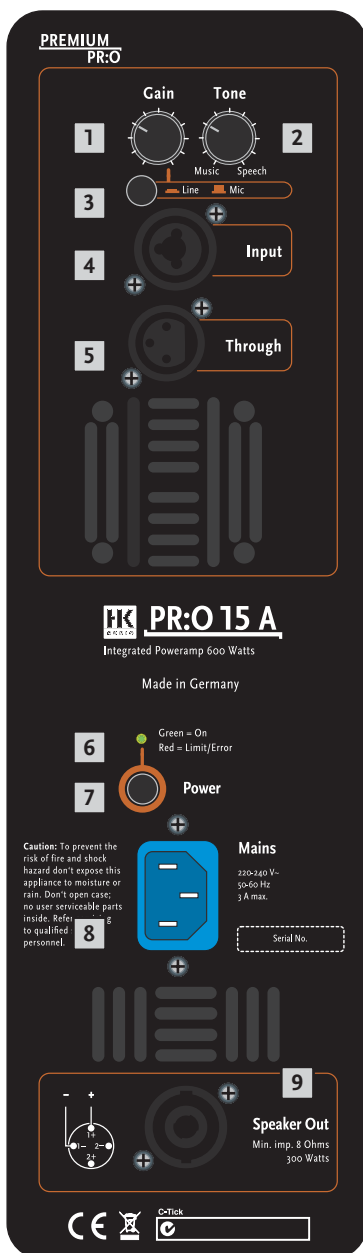 PREMIUM
PR:O
Gain Tone
1
2
Music Speech
3
Line Mic
4
Input
5
Through
HK
AUDIO
PR:O 15 A
Integrated Poweramp 600 Watts
Made in Germany
6
Green = On
Red = Limit/Error
7
Power
Caution: To prevent the
risk of fire and shock
hazard don't expose this
appliance to moisture or
rain. Don't open case;
no user serviceable parts
inside. Refer
to qualified
personnel.
8
Mains
220-240 V~
50-60 Hz
3 A max.
Serial No.
9
- +
1+
1- 2-
2+
Speaker Out
Min. imp. 8 Ohms
300 Watts
CE
C-Tick